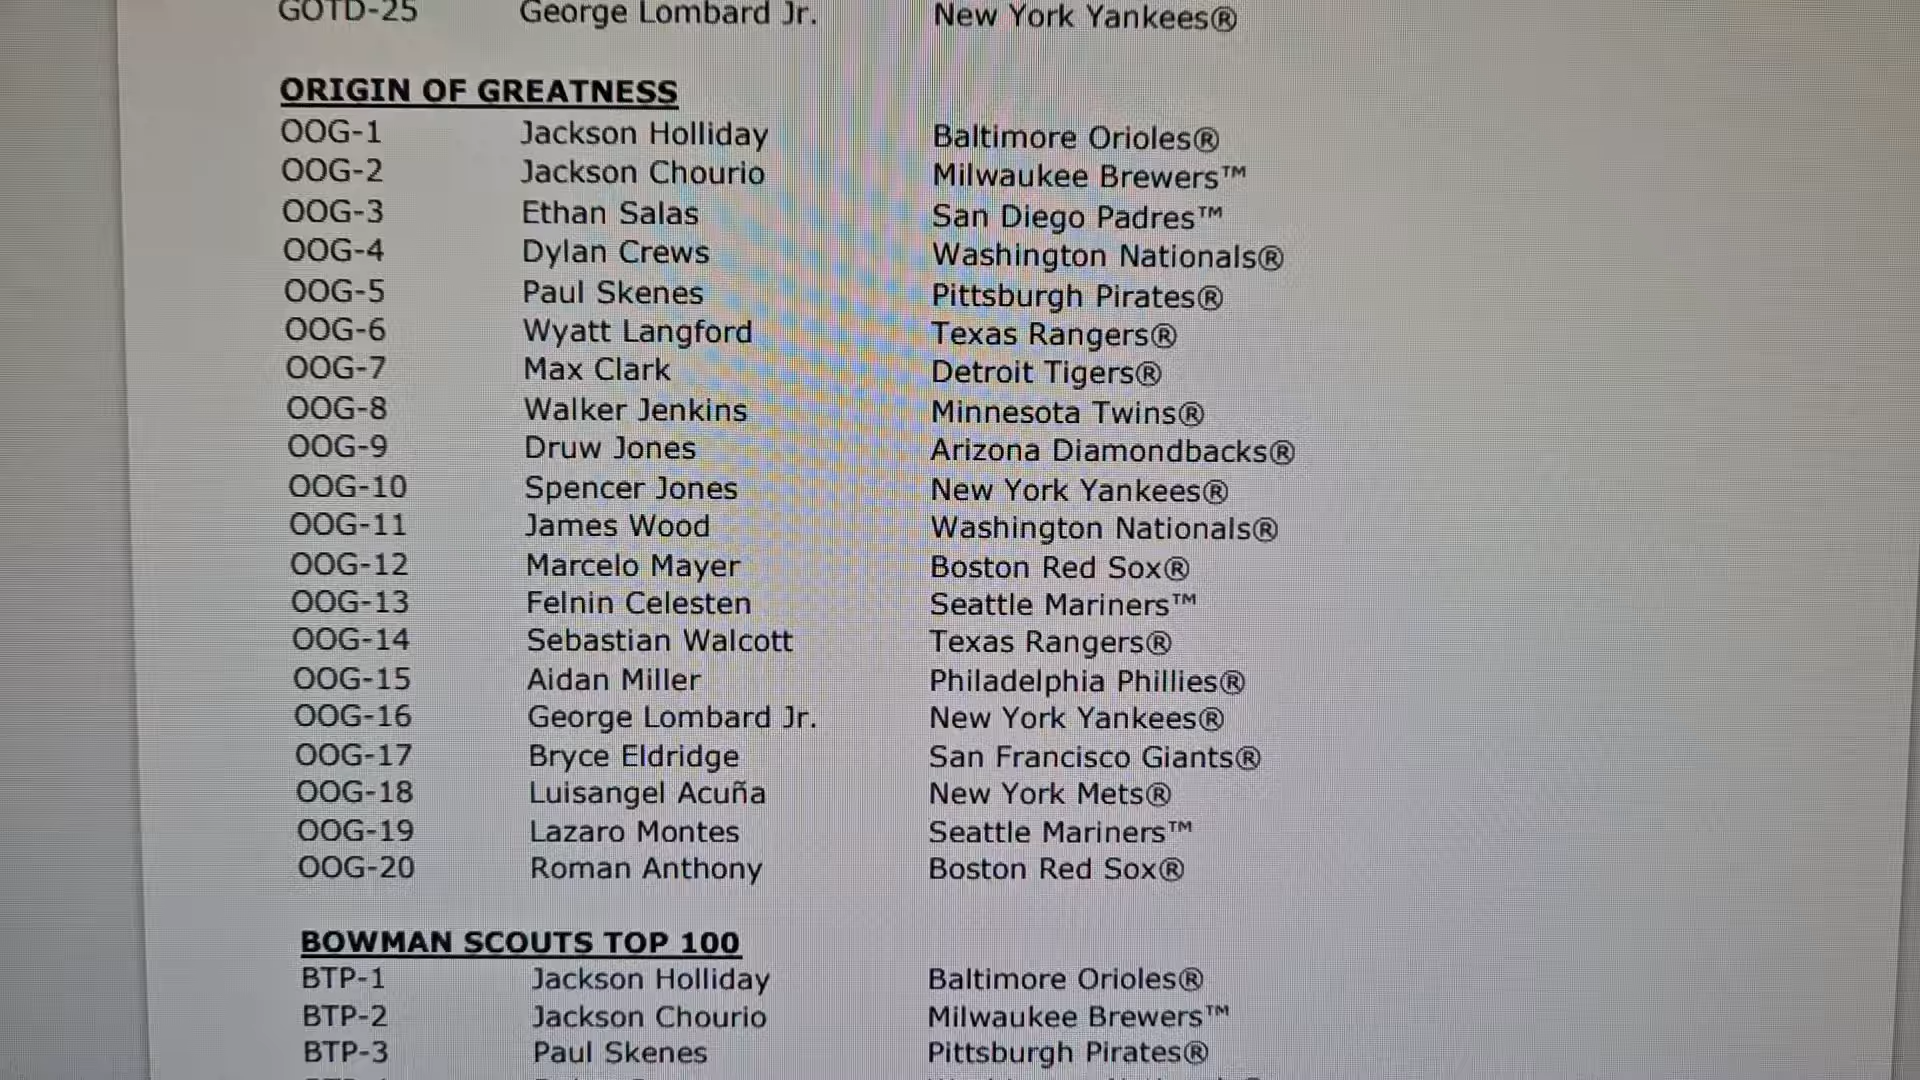 GOTD-25 George Lombard Jr. New York Yankees®
ORIGIN OF GREATNESS
OOG-1 Jackson Holliday Baltimore Orioles®
OOG-2 Jackson Chourio Milwaukee Brewers™
OOG-3 Ethan Salas San Diego Padres™
OOG-4 Dylan Crews Washington Nationals®
OOG-5 Paul Skenes Pittsburgh Pirates®
OOG-6 Wyatt Langford Texas Rangers®
OOG-7 Max Clark Detroit Tigers®
OOG-8 Walker Jenkins Minnesota Twins®
OOG-9 Druw Jones Arizona Diamondbacks®
OOG-10 Spencer Jones New York Yankees®
OOG-11 James Wood Washington Nationals®
OOG-12 Marcelo Mayer Boston Red Sox®
OOG-13 Felnin Celesten Seattle Mariners™
OOG-14 Sebastian Walcott Texas Rangers®
OOG-15 Aidan Miller Philadelphia Phillies®
OOG-16 George Lombard Jr. New York Yankees®
OOG-17 Bryce Eldridge San Francisco Giants®
OOG-18 Luisangel Acuña New York Mets®
OOG-19 Lazaro Montes Seattle Mariners™
OOG-20 Roman Anthony Boston Red Sox®
BOWMAN SCOUTS TOP 100
BTP-1 Jackson Holliday Baltimore Orioles®
BTP-2 Jackson Chourio Milwaukee Brewers™
BTP-3 Paul Skenes Pittsburgh Pirates®